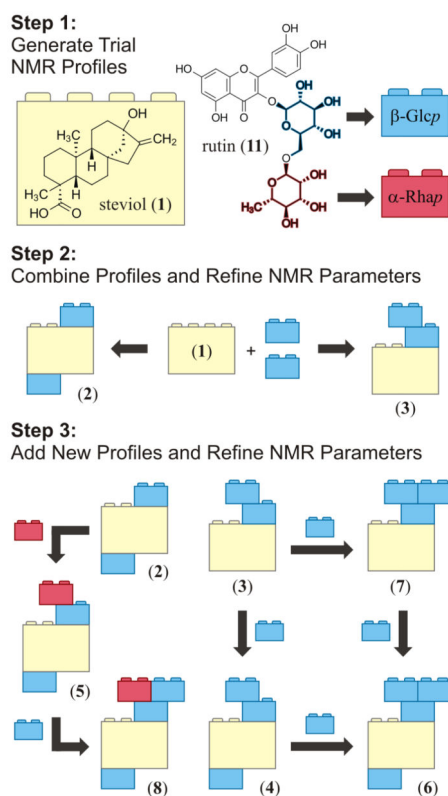 Step 1:
Generate Trial
NMR Profiles
OH
H₃C
CH₂
H
H
H₃C
HO
O
steviol (1)
OH
OH
HO
O
OH
O
O
OH
OH
O
OH
rutin (11)
O
O
OH
H₃C
OH
OH
β-Glcp
α-Rhap
Step 2:
Combine Profiles and Refine NMR Parameters
(2)
(1)
+
(3)
Step 3:
Add New Profiles and Refine NMR Parameters
(2)
(3)
(7)
(5)
(8)
(4)
(6)